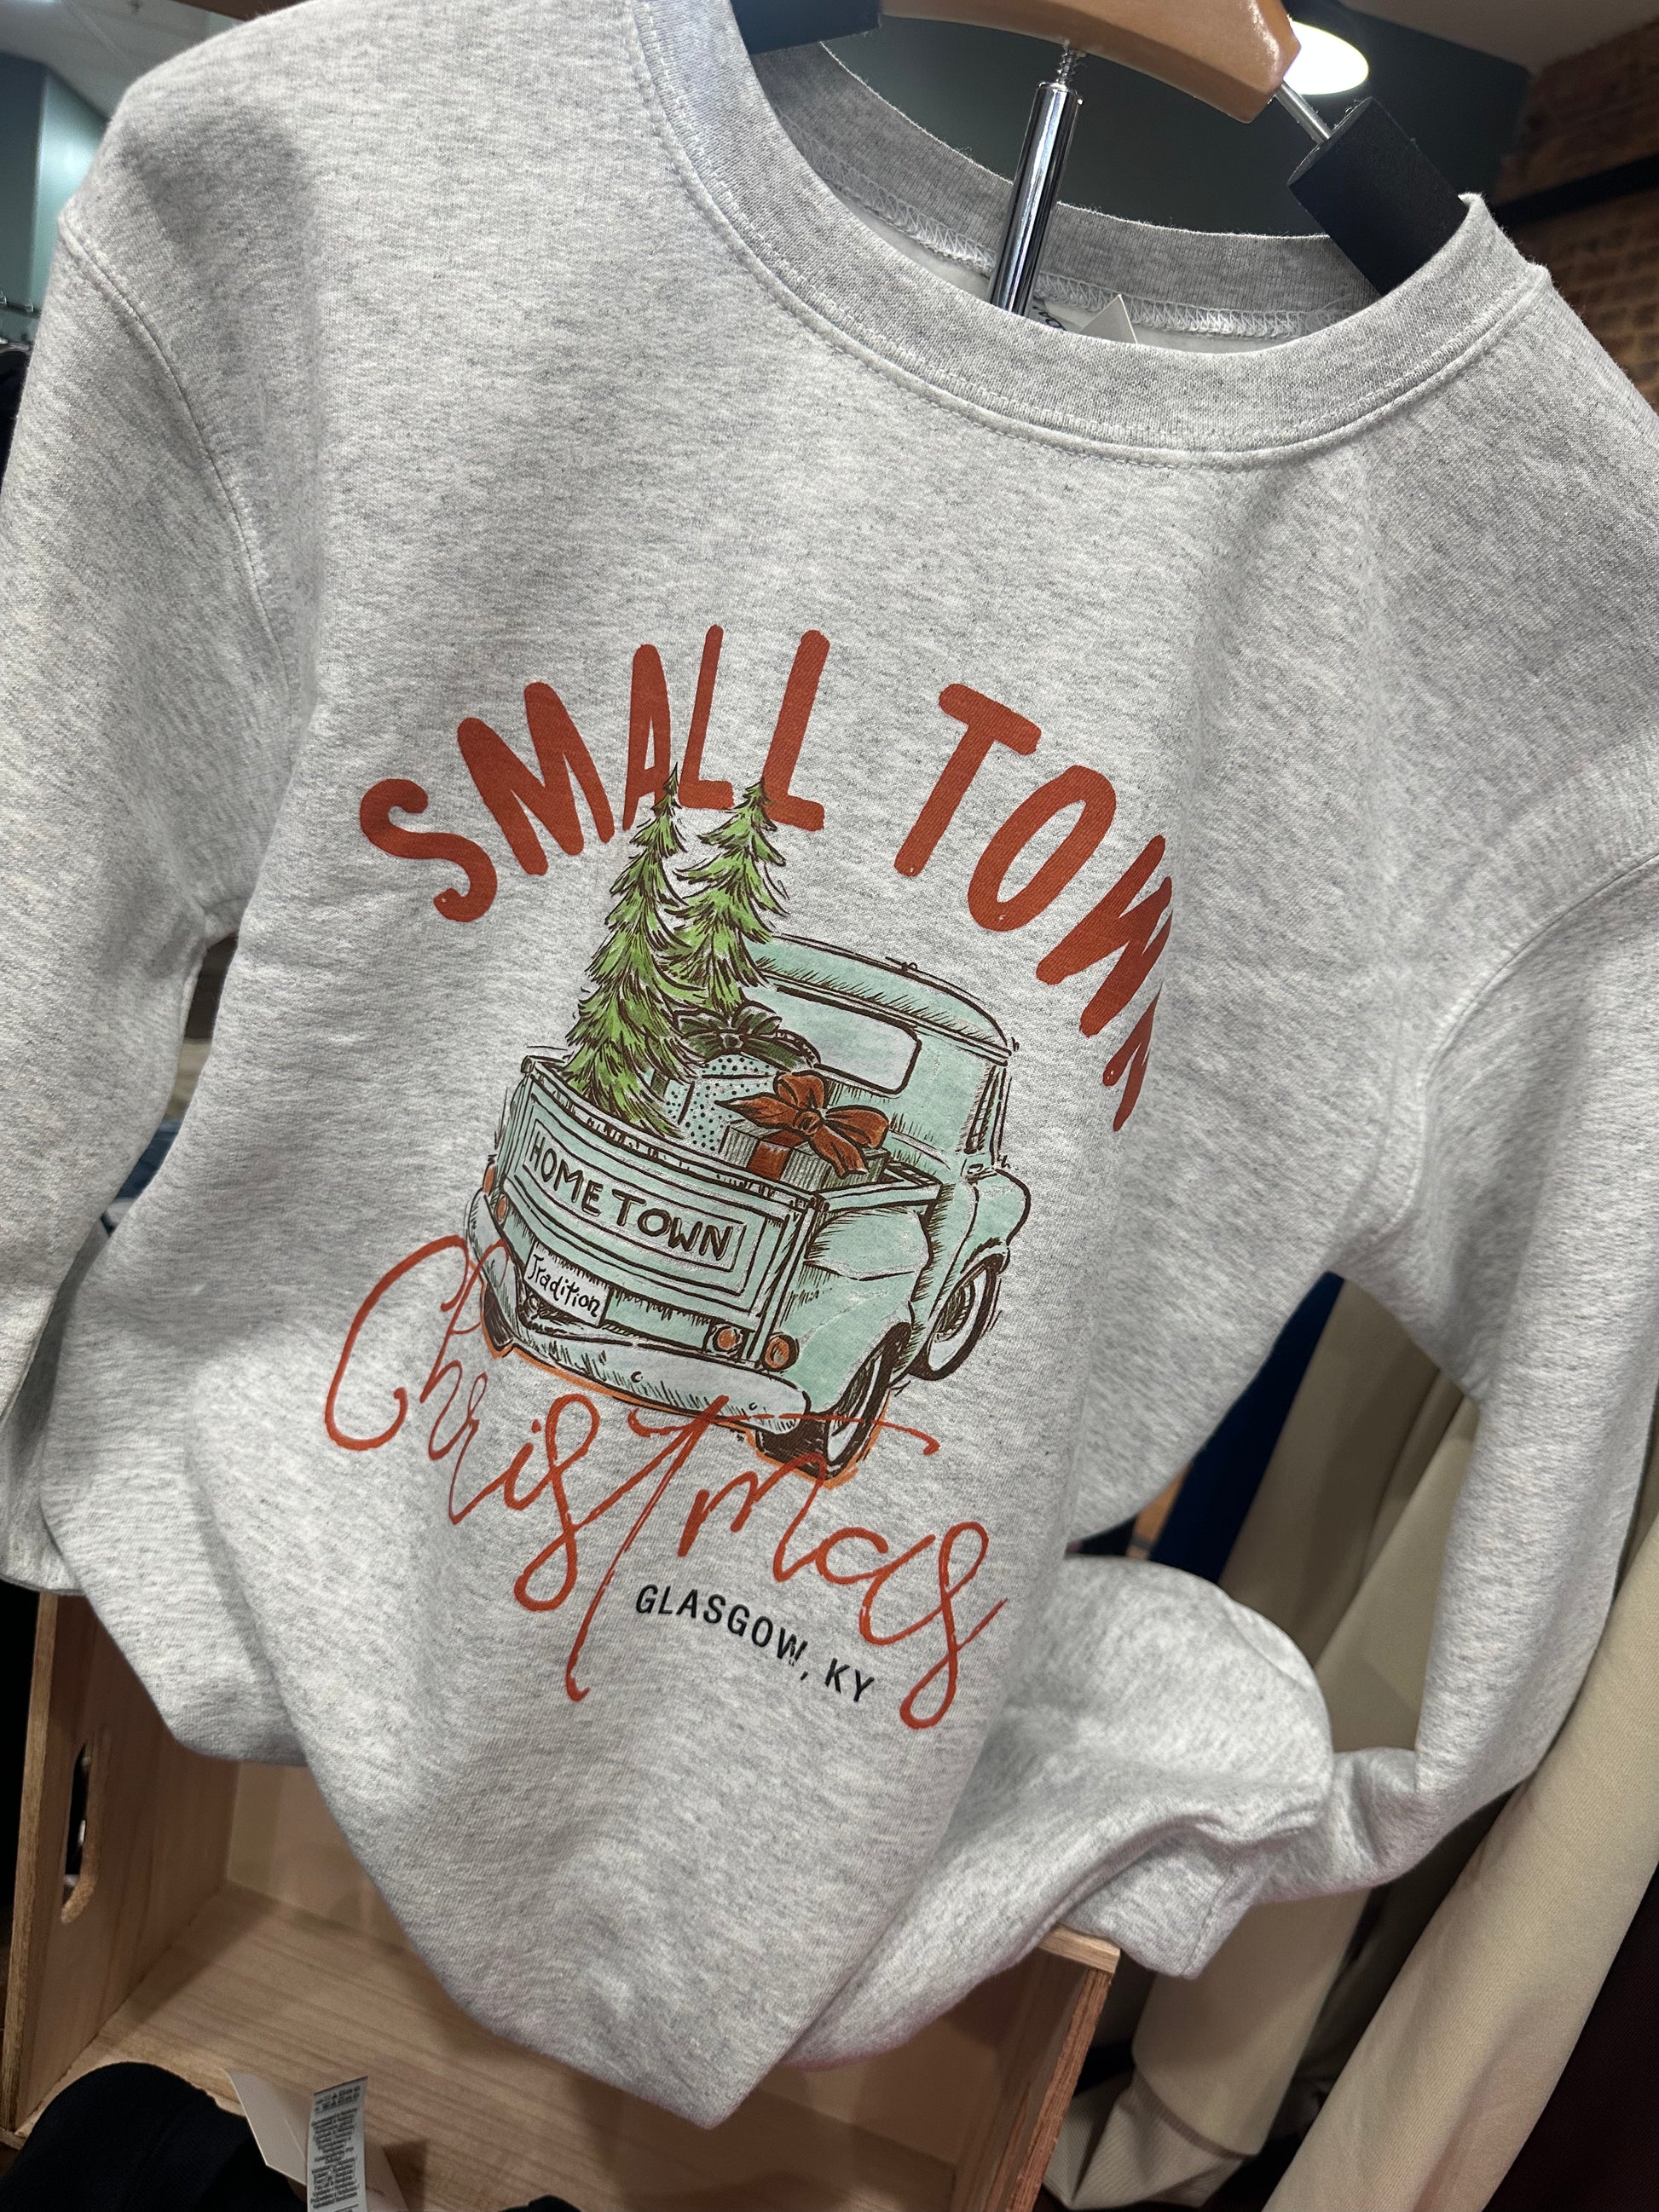 SMALL TOWN
HOMETOWN
Tradition
Christmas
GLASGOW, KY